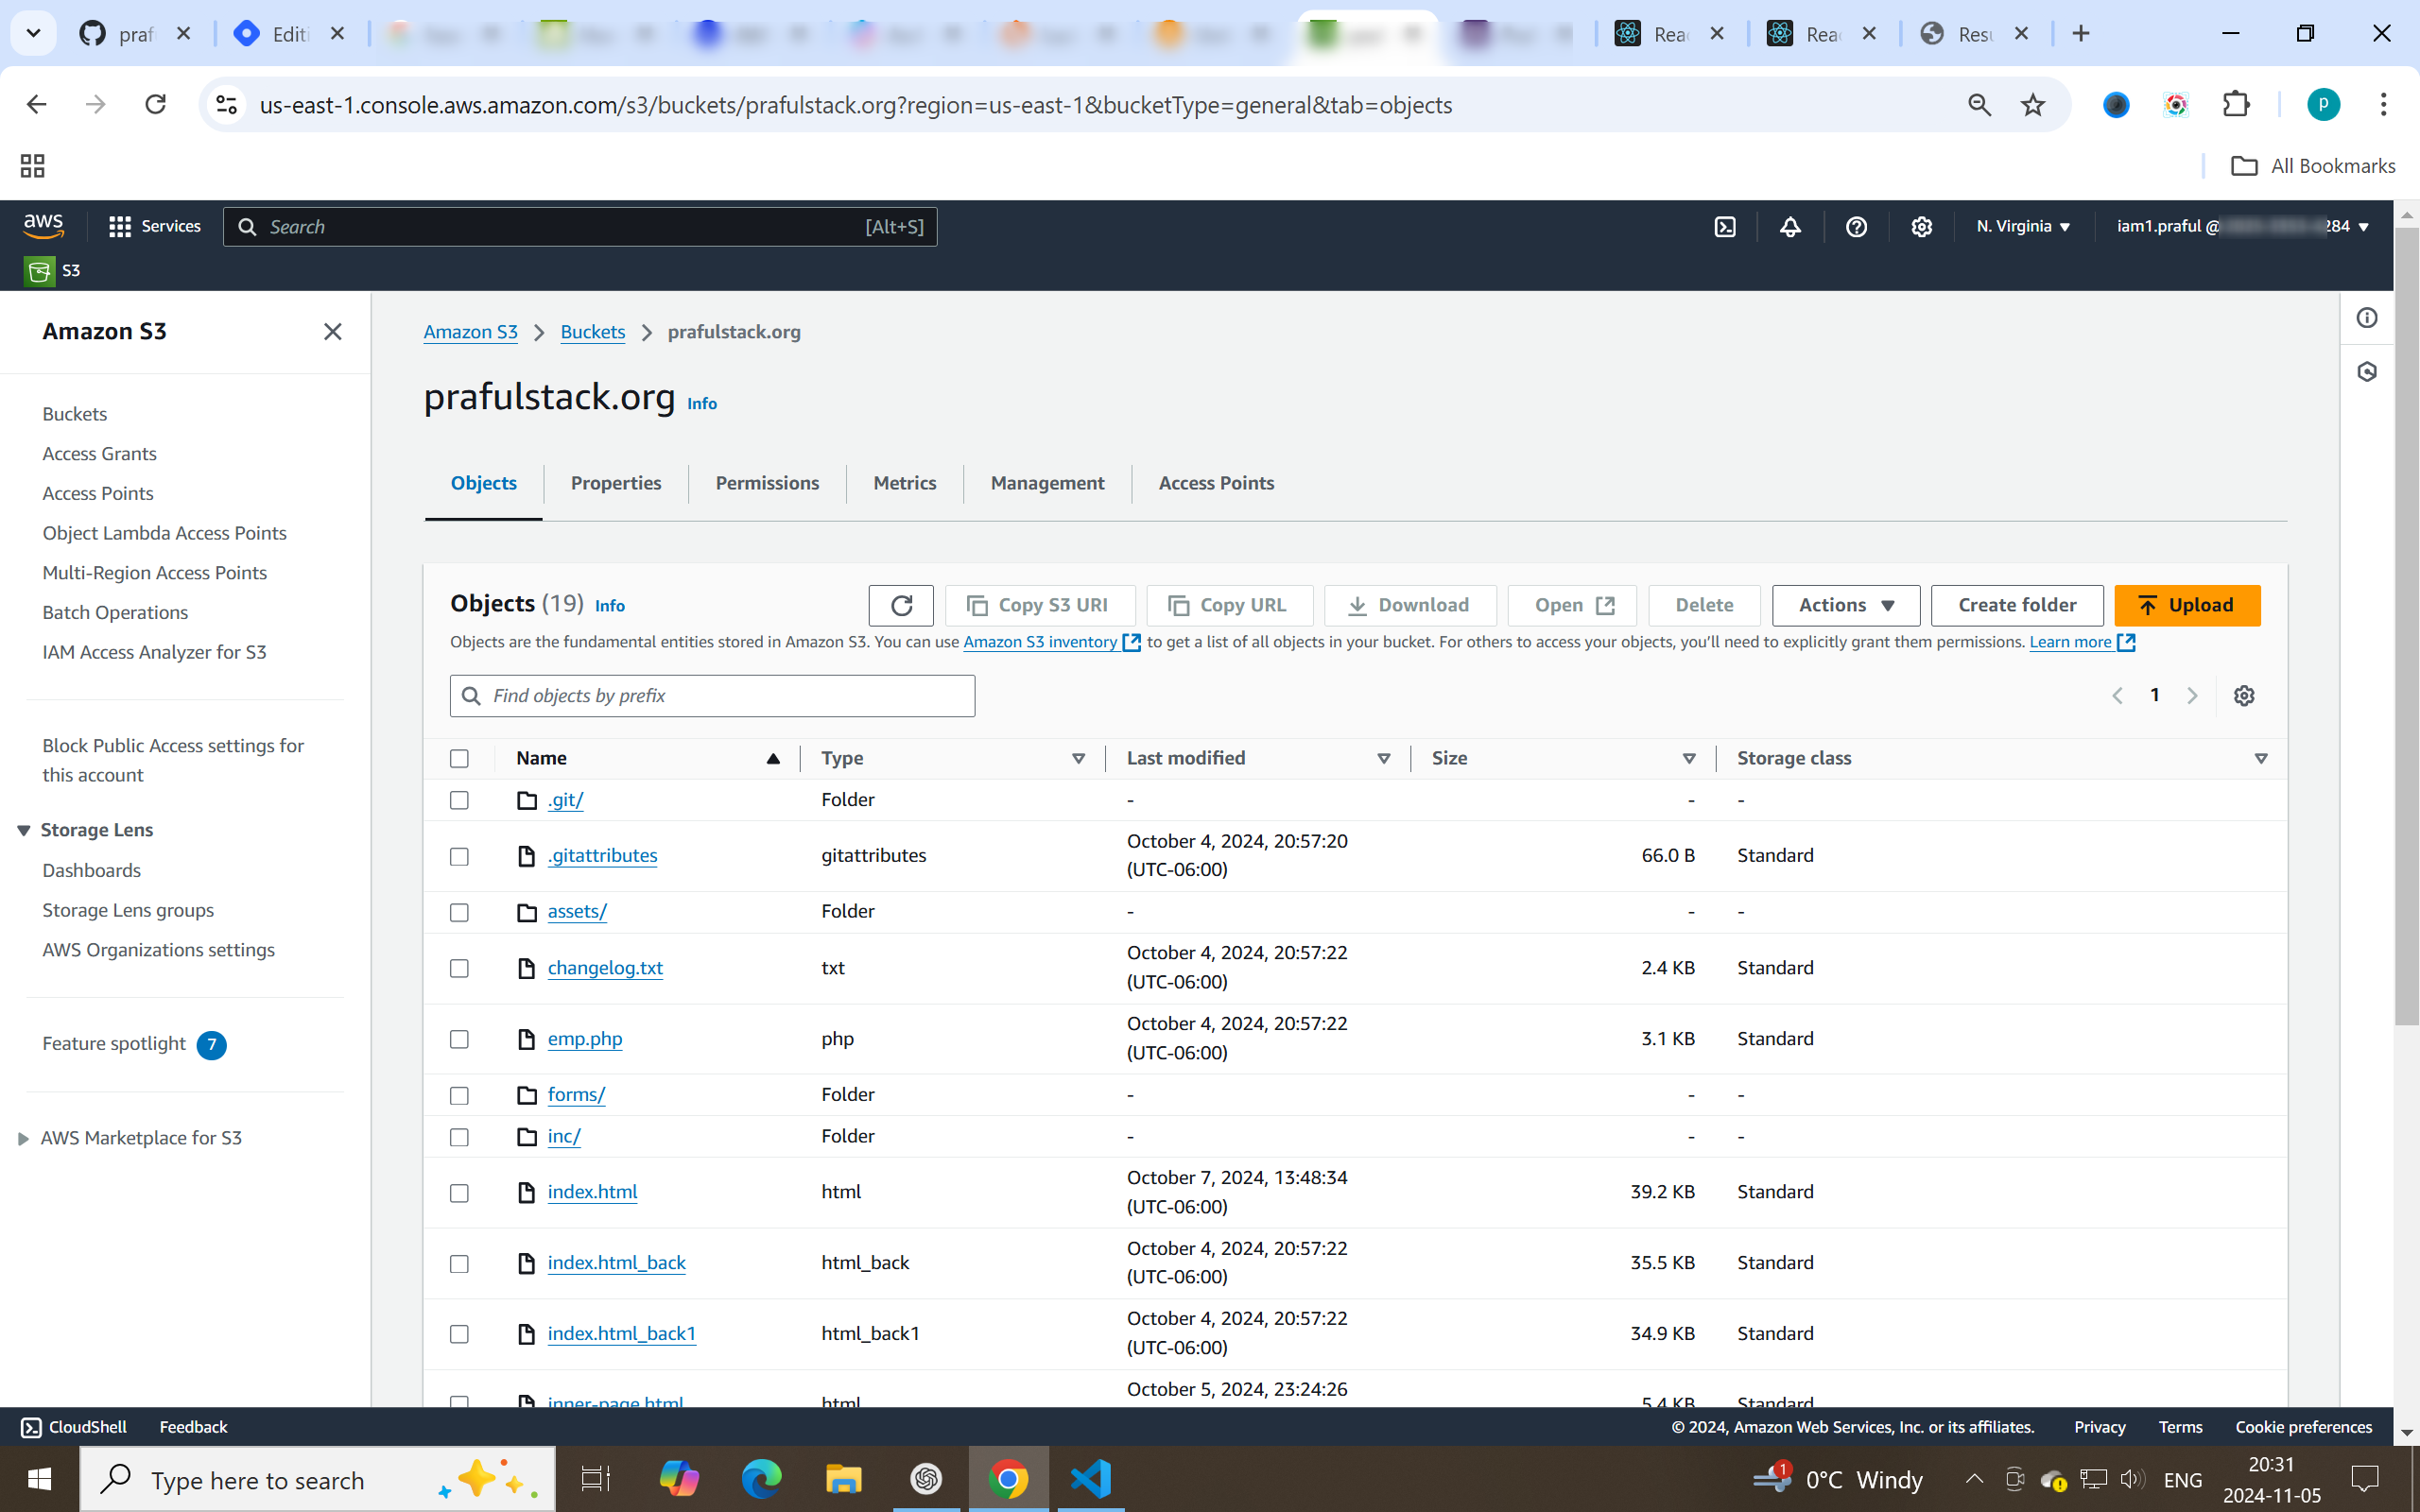 praf
Editi
Rea
Rea
Resu
us-east-1.console.aws.amazon.com/s3/buckets/prafulstack.org?region=us-east-1&bucketType=general&tab=objects
p
All Bookmarks
aws
Services
Search
[Alt+S]
N. Virginia
iam1.praful @
284
S3
Amazon S3
Buckets
Access Grants
Access Points
Object Lambda Access Points
Multi-Region Access Points
Batch Operations
IAM Access Analyzer for S3
Block Public Access settings for
this account
Storage Lens
Dashboards
Storage Lens groups
AWS Organizations settings
Feature spotlight 7
AWS Marketplace for S3
Amazon S3 > Buckets > prafulstack.org
prafulstack.org Info
Objects Properties Permissions Metrics Management Access Points
Objects (19) Info
Copy S3 URI Copy URL Download Open Delete Actions Create folder Upload
Objects are the fundamental entities stored in Amazon S3. You can use Amazon S3 inventory to get a list of all objects in your bucket. For others to access your objects, you'll need to explicitly grant them permissions. Learn more
Find objects by prefix
1
Name Type Last modified Size Storage class
.git/ Folder - - -
.gitattributes gitattributes October 4, 2024, 20:57:20 (UTC-06:00) 66.0 B Standard
assets/ Folder - - -
changelog.txt txt October 4, 2024, 20:57:22 (UTC-06:00) 2.4 KB Standard
emp.php php October 4, 2024, 20:57:22 (UTC-06:00) 3.1 KB Standard
forms/ Folder - - -
inc/ Folder - - -
index.html html October 7, 2024, 13:48:34 (UTC-06:00) 39.2 KB Standard
index.html_back html_back October 4, 2024, 20:57:22 (UTC-06:00) 35.5 KB Standard
index.html_back1 html_back1 October 4, 2024, 20:57:22 (UTC-06:00) 34.9 KB Standard
inner-page.html html October 5, 2024, 23:24:26 5.4 KB Standard
CloudShell Feedback
© 2024, Amazon Web Services, Inc. or its affiliates. Privacy Terms Cookie preferences
Type here to search
1
0°C Windy
ENG
20:31
2024-11-05